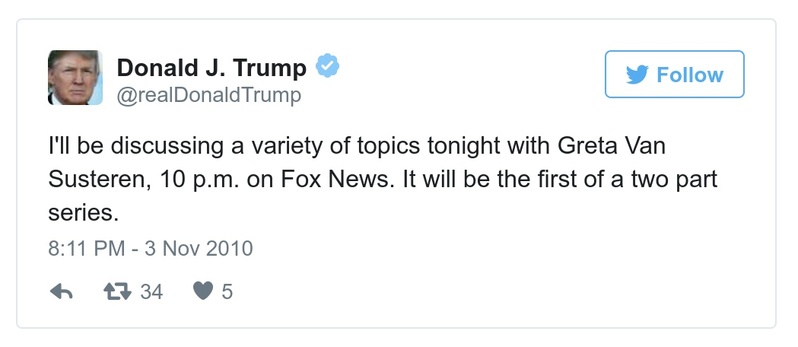 Donald J. Trump
@realDonaldTrump
Follow
I'll be discussing a variety of topics tonight with Greta Van
Susteren, 10 p.m. on Fox News. It will be the first of a two part
series.
8:11 PM - 3 Nov 2010
34 5